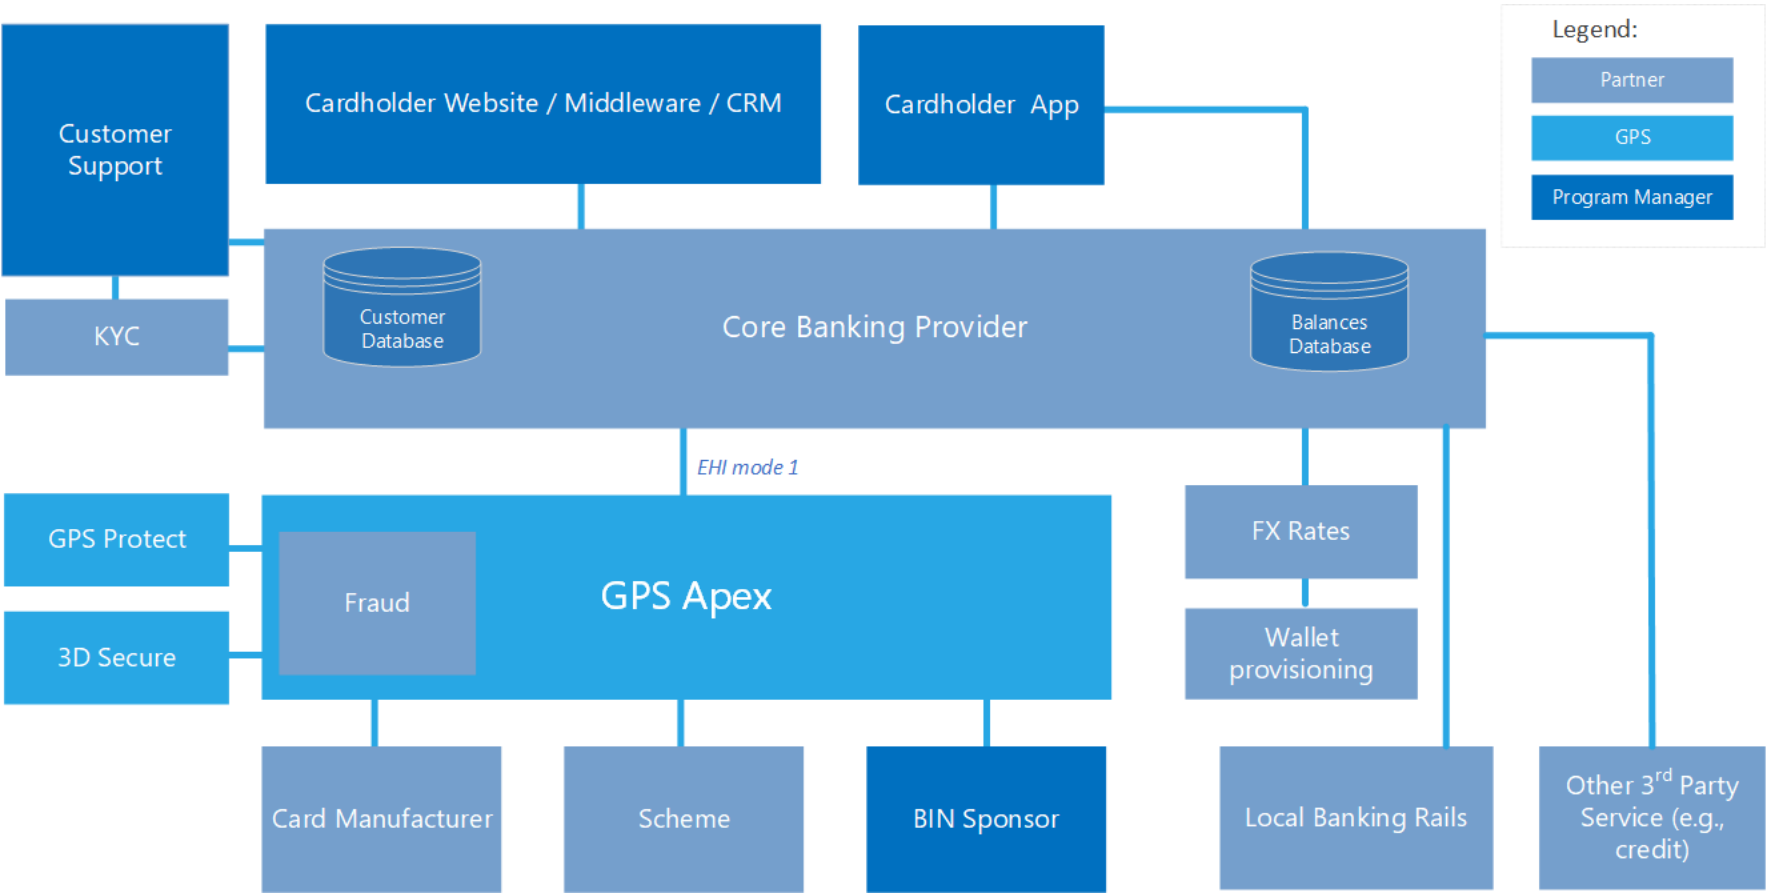 Legend:
Partner
GPS
Program Manager
Customer
Support
Cardholder Website / Middleware / CRM
Cardholder App
KYC
Customer
Database
Core Banking Provider
Balances
Database
EHI mode 1
GPS Protect
3D Secure
Fraud
GPS Apex
FX Rates
Wallet
provisioning
Card Manufacturer
Scheme
BIN Sponsor
Local Banking Rails
Other 3rd Party
Service (e.g.,
credit)